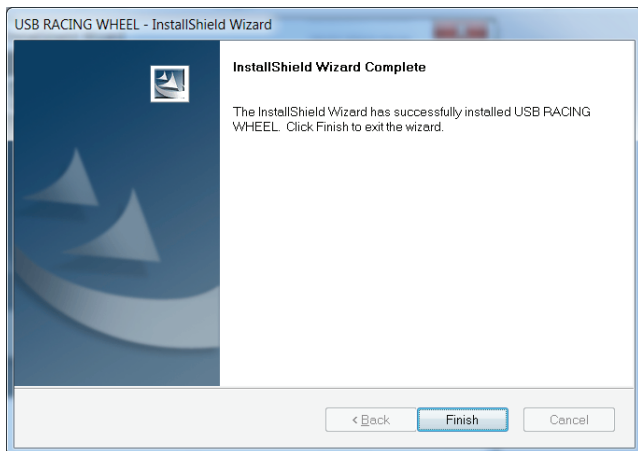 USB RACING WHEEL - InstallShield Wizard
InstallShield Wizard Complete
The InstallShield Wizard has successfully installed USB RACING
WHEEL. Click Finish to exit the wizard.
< Back Finish Cancel